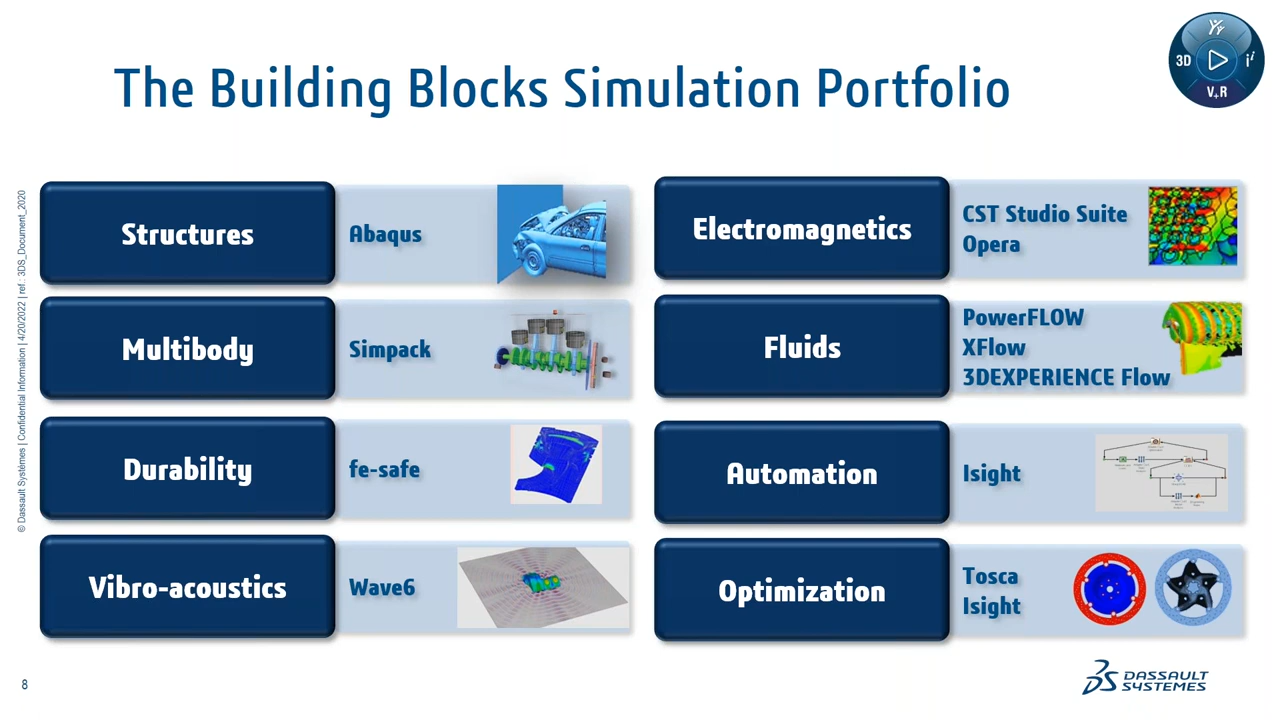 The Building Blocks Simulation Portfolio
3D
V+R
© Dassault Systèmes | Confidential Information | 4/20/2022 | ref.: 3DS_Document_2020
Structures
Abaqus
Multibody
Simpack
Durability
fe-safe
Vibro-acoustics
Wave6
Electromagnetics
CST Studio Suite
Opera
Fluids
PowerFLOW
XFlow
3DEXPERIENCE Flow
Automation
Isight
Optimization
Tosca
Isight
8
DASSAULT
SYSTEMES